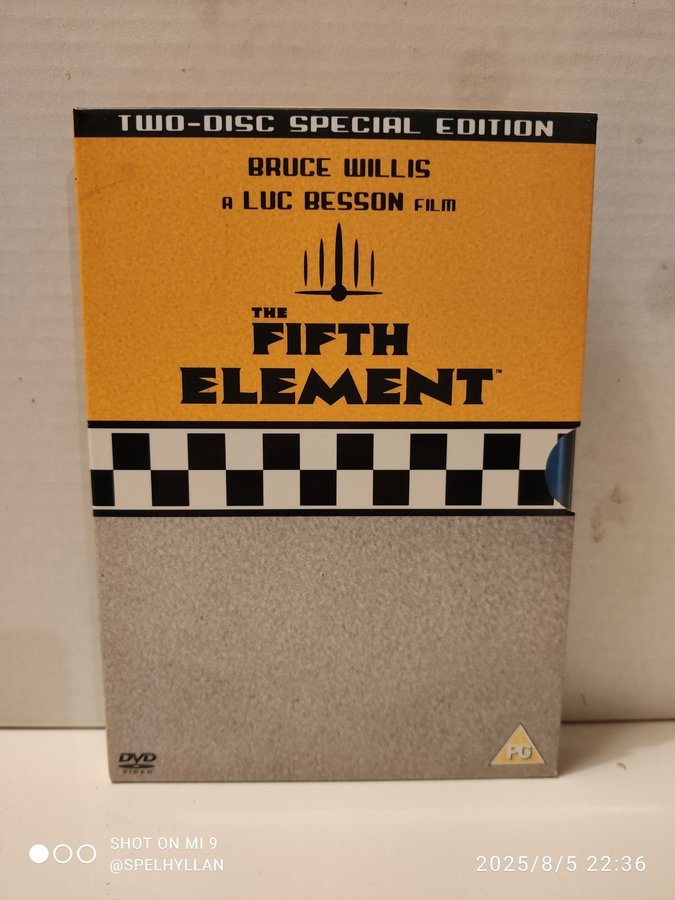 TWO-DISC SPECIAL EDITION
BRUCE WILLIS
A LUC BESSON FILM
THE
FIFTH
ELEMENT™
DVD
VIDEO
PG
SHOT ON MI 9
@SPELHYLLAN
2025/8/5 22:36